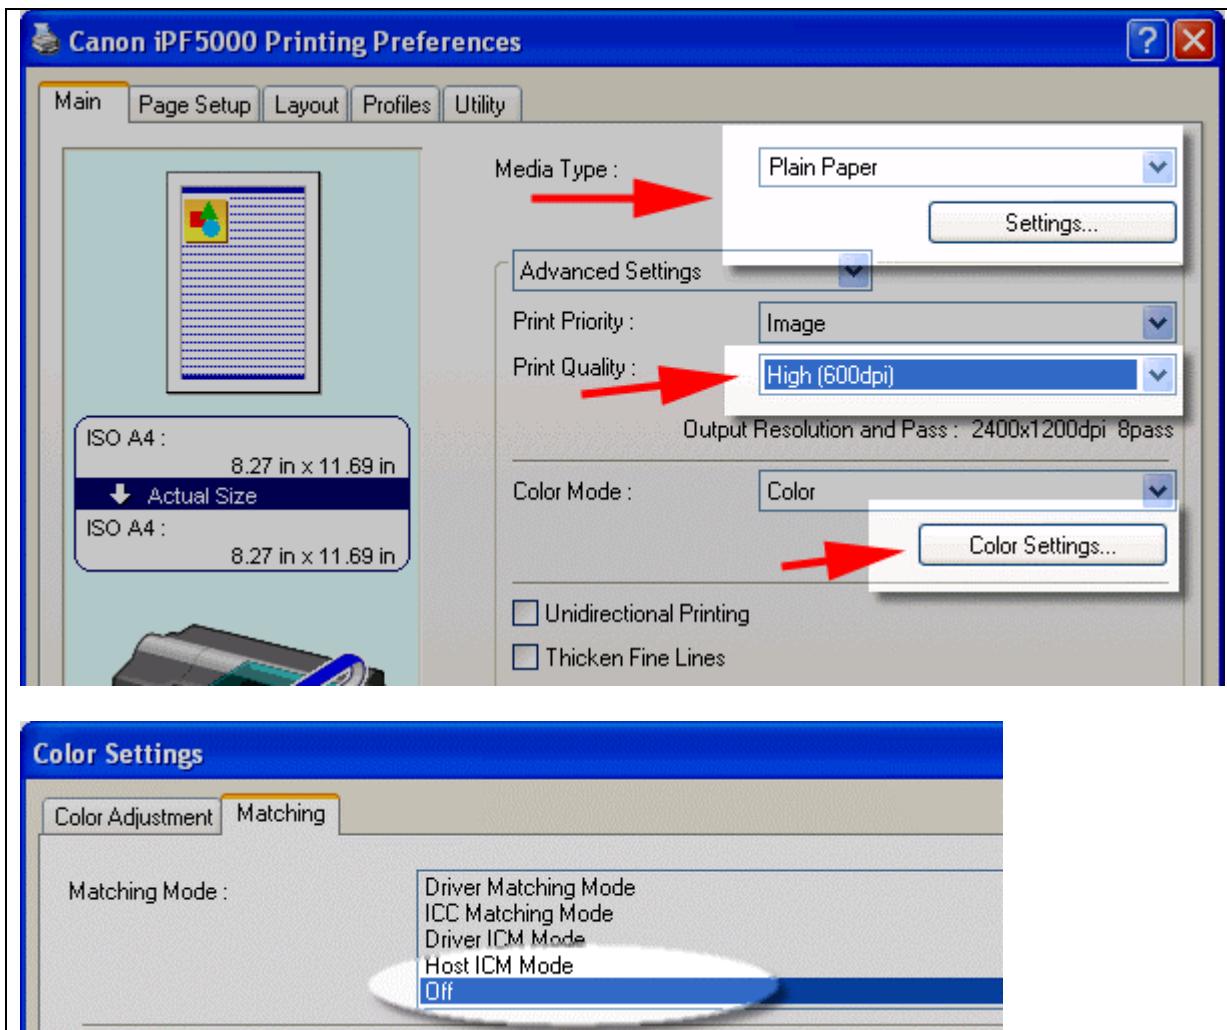 Canon iPF5000 Printing Preferences
Main Page Setup Layout Profiles Utility
Media Type : Plain Paper
Settings...
Advanced Settings
Print Priority : Image
Print Quality : High (600dpi)
Output Resolution and Pass : 2400x1200dpi 8pass
ISO A4 :
8.27 in x 11.69 in
Actual Size
ISO A4 :
8.27 in x 11.69 in
Color Mode : Color
Color Settings...
Unidirectional Printing
Thicken Fine Lines
Color Settings
Color Adjustment Matching
Matching Mode :
Driver Matching Mode
ICC Matching Mode
Driver ICM Mode
Host ICM Mode
Off